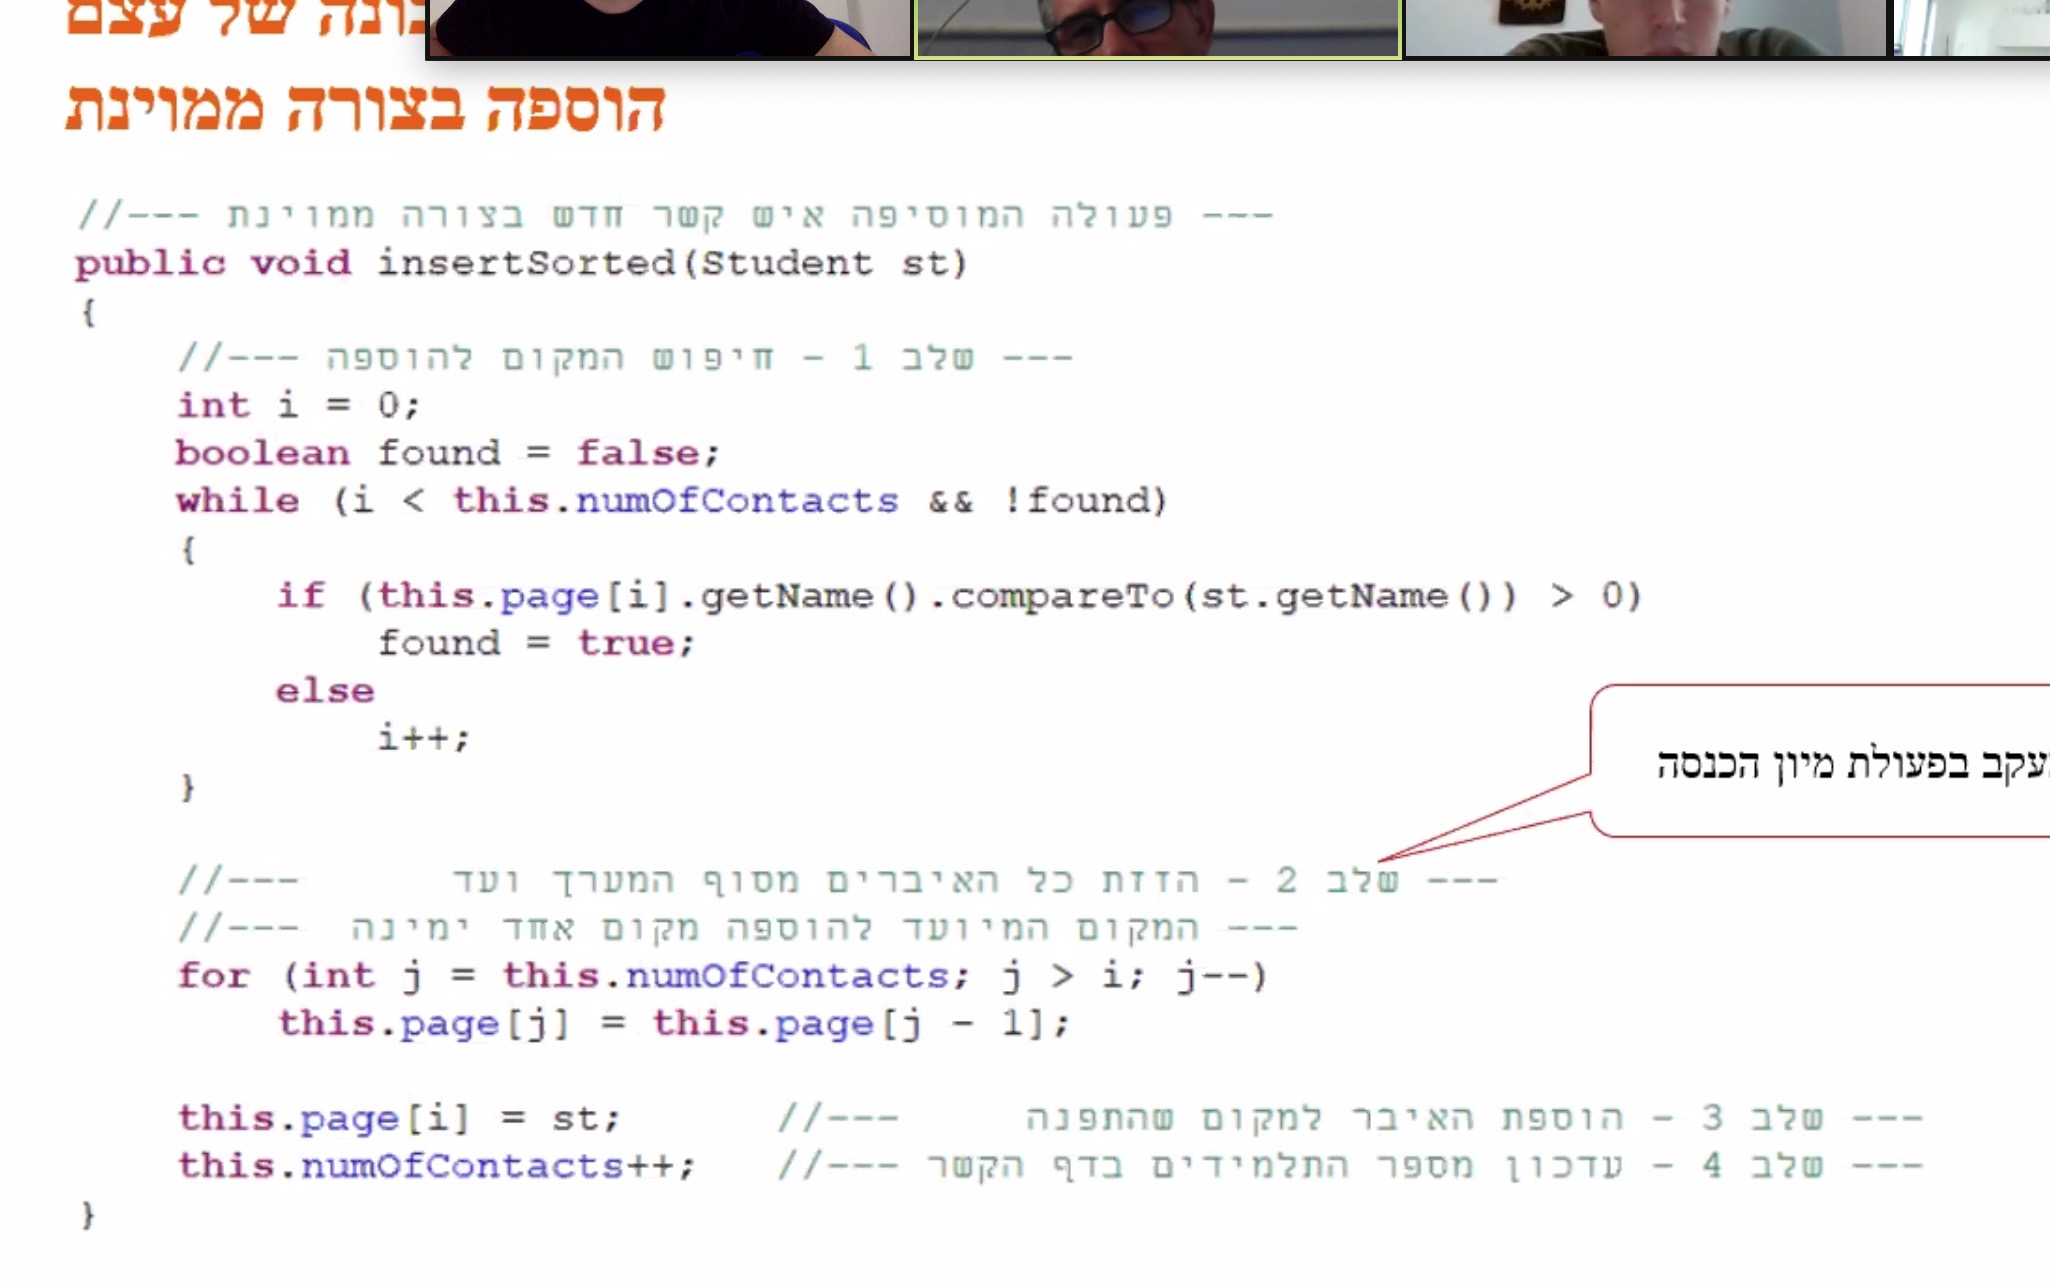 של עצם
הוספה בצורה ממוינת
//--- פעולה המוסיפה איש קשר חדש בצורה ממוינת ---
public void insertSorted(Student st)
{
//--- שלב 1 - חיפוש המקום להוספה ---
int i = 0;
boolean found = false;
while (i < this.numOfContacts && !found)
{
if (this.page[i].getName().compareTo(st.getName()) > 0)
found = true;
else
i++;
}
בפעולת מיון הכנסה
//--- שלב 2 - הזזת כל האיברים מסוף המערך ועד ---
//--- המקום המיועד להוספה מקום אחד ימינה ---
for (int j = this.numOfContacts; j > i; j--)
this.page[j] = this.page[j - 1];
this.page[i] = st; //--- שלב 3 - הוספת האיבר למקום שהתפנה ---
this.numOfContacts++; //--- שלב 4 - עדכון מספר התלמידים בדף הקשר ---
}